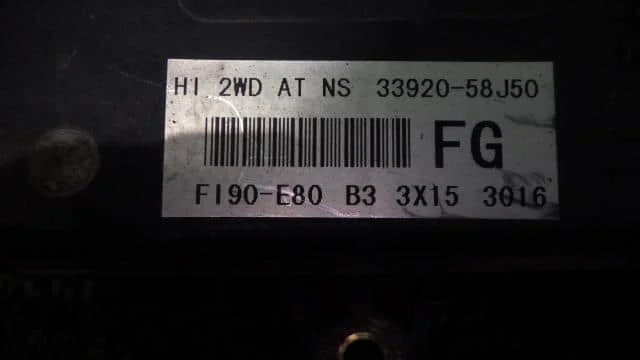 HI 2WD AT NS 33920-58J50
FG
FI90-E80 B3 3X15 3016